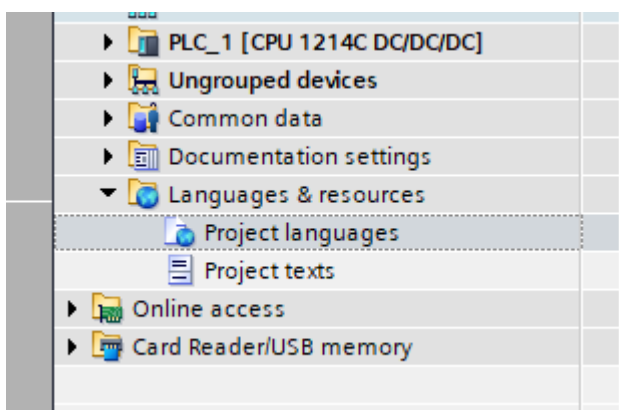 PLC_1 [CPU 1214C DC/DC/DC]
Ungrouped devices
Common data
Documentation settings
Languages & resources
Project languages
Project texts
Online access
Card Reader/USB memory